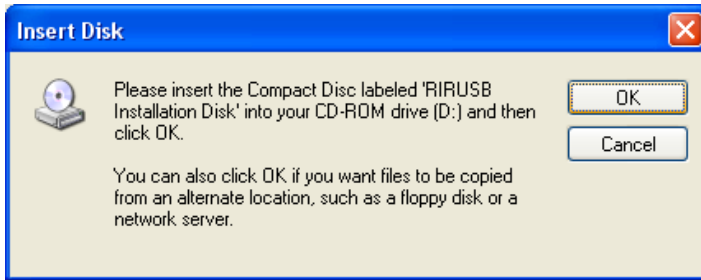 Insert Disk
Please insert the Compact Disc labeled 'RIRUSB
Installation Disk' into your CD-ROM drive (D:) and then
click OK.
You can also click OK if you want files to be copied
from an alternate location, such as a floppy disk or a
network server.
OK
Cancel